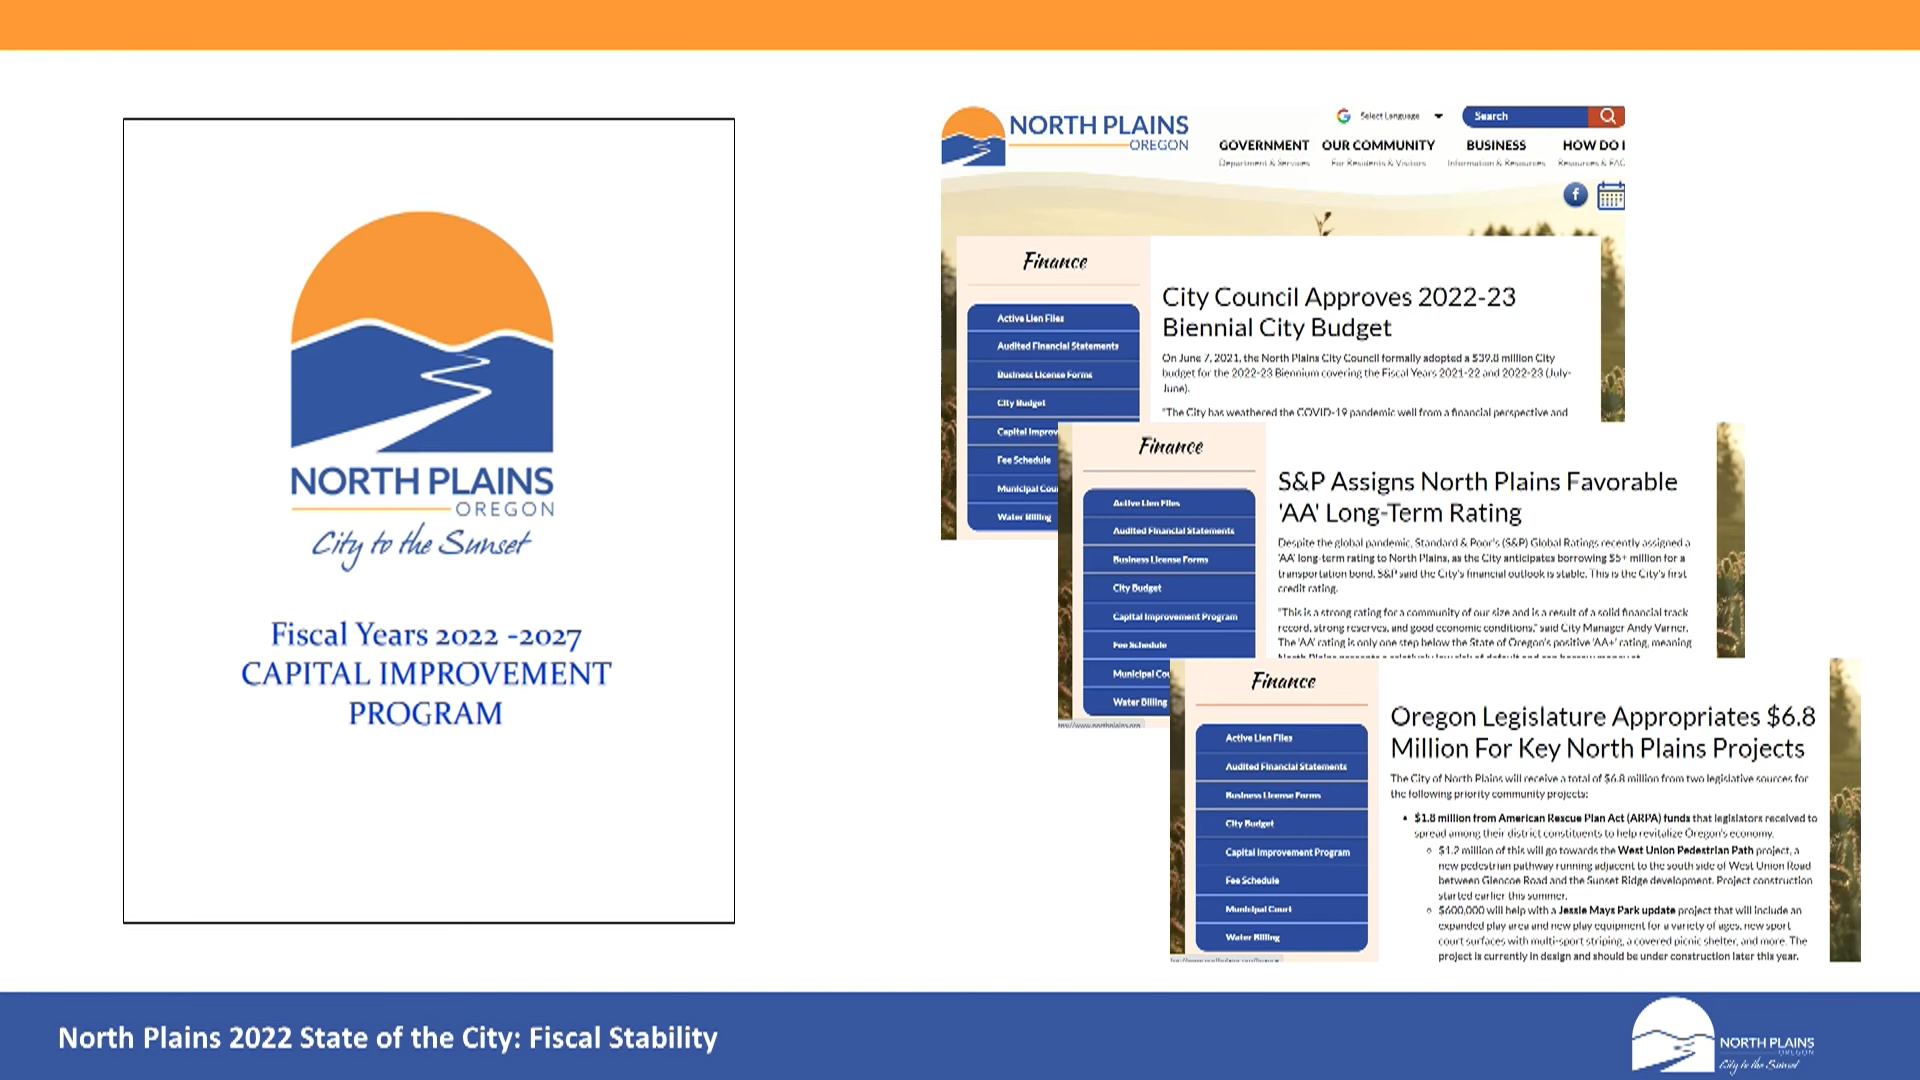 NORTH PLAINS
OREGON
City to the Sunset
Fiscal Years 2022 -2027
CAPITAL IMPROVEMENT
PROGRAM
NORTH PLAINS
OREGON
Select Language
Search
GOVERNMENT
Department & Services
OUR COMMUNITY
For Residents & Visitors
BUSINESS
Information & Resources
HOW DO I
Resources & FAC
Finance
Active Lien Files
Audited Financial Statements
Business License Forms
City Budget
Capital Improv
Fee Schedule
Municipal Cou
Water Billing
City Council Approves 2022-23
Biennial City Budget
On June 7, 2021, the North Plains City Council formally adopted a $39.8 million City
budget for the 2022-23 Biennium covering the Fiscal Years 2021-22 and 2022-23 (July-
June).
"The City has weathered the COVID-19 pandemic well from a financial perspective and
Finance
Active Lien Files
Audited Financial Statements
Business License Forms
City Budget
Capital Improvement Program
Fee Schedule
Municipal Cou
Water Billing
S&P Assigns North Plains Favorable
'AA' Long-Term Rating
Despite the global pandemic, Standard & Poor's (S&P) Global Ratings recently assigned a
'AA' long-term rating to North Plains, as the City anticipates borrowing $5+ million for a
transportation bond. S&P said the City's financial outlook is stable. This is the City's first
credit rating.
"This is a strong rating for a community of our size and is a result of a solid financial track
record, strong reserves, and good economic conditions," said City Manager Andy Varner.
The 'AA' rating is only one step below the State of Oregon's positive 'AA+' rating, meaning
Finance
Active Lien Files
Audited Financial Statements
Business License Forms
City Budget
Capital Improvement Program
Fee Schedule
Municipal Court
Water Billing
Oregon Legislature Appropriates $6.8
Million For Key North Plains Projects
The City of North Plains will receive a total of $6.8 million from two legislative sources for
the following priority community projects:
• $1.8 million from American Rescue Plan Act (ARPA) funds that legislators received to
spread among their district constituents to help revitalize Oregon's economy.
◦ $1.2 million of this will go towards the West Union Pedestrian Path project, a
new pedestrian pathway running adjacent to the south side of West Union Road
between Glencoe Road and the Sunset Ridge development. Project construction
started earlier this summer.
◦ $600,000 will help with a Jessie Mays Park update project that will include an
expanded play area and new play equipment for a variety of ages, new sport
court surfaces with multi-sport striping, a covered picnic shelter, and more. The
project is currently in design and should be under construction later this year.
North Plains 2022 State of the City: Fiscal Stability
NORTH PLAINS
OREGON
City to the Sunset